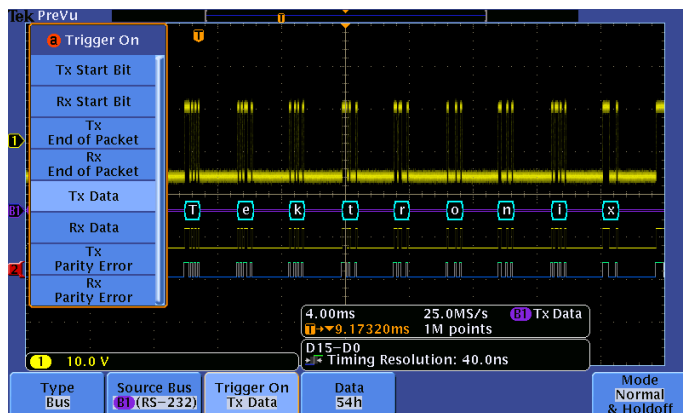 Tek PreVu
T
a Trigger On
T
Tx Start Bit
Rx Start Bit
Tx
End of Packet
1
Rx
End of Packet
Tx Data
B1
T e k t r o n i x
Rx Data
Tx
Parity Error
2
Rx
Parity Error
4.00ms 25.0MS/s B1 Tx Data
T→▼9.17320ms 1M points
D15-D0
Timing Resolution: 40.0ns
1 10.0 V
Type
Bus
Source Bus
B1 (RS-232)
Trigger On
Tx Data
Data
54h
Mode
Normal
& Holdoff